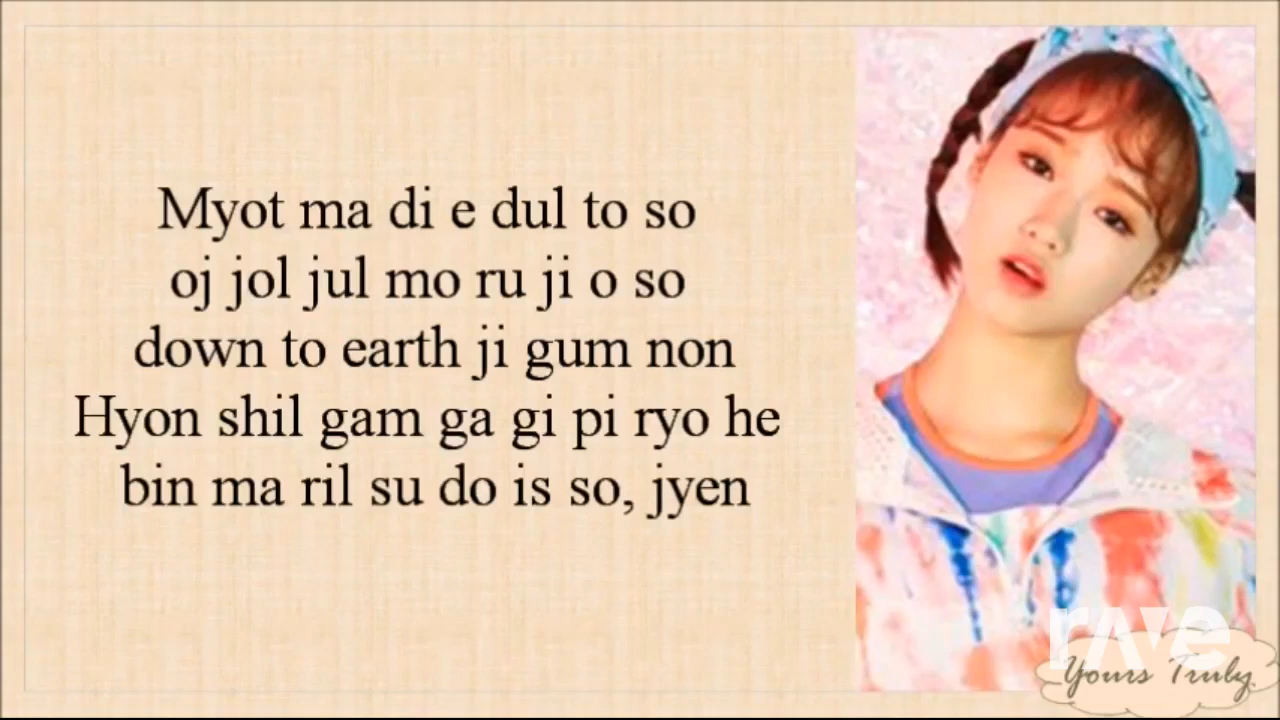 Myot ma di e dul to so
oj jol jul mo ru ji o so
down to earth ji gum non
Hyon shil gam ga gi pi ryo he
bin ma ril su do is so, jyen
rave
Yours Truly